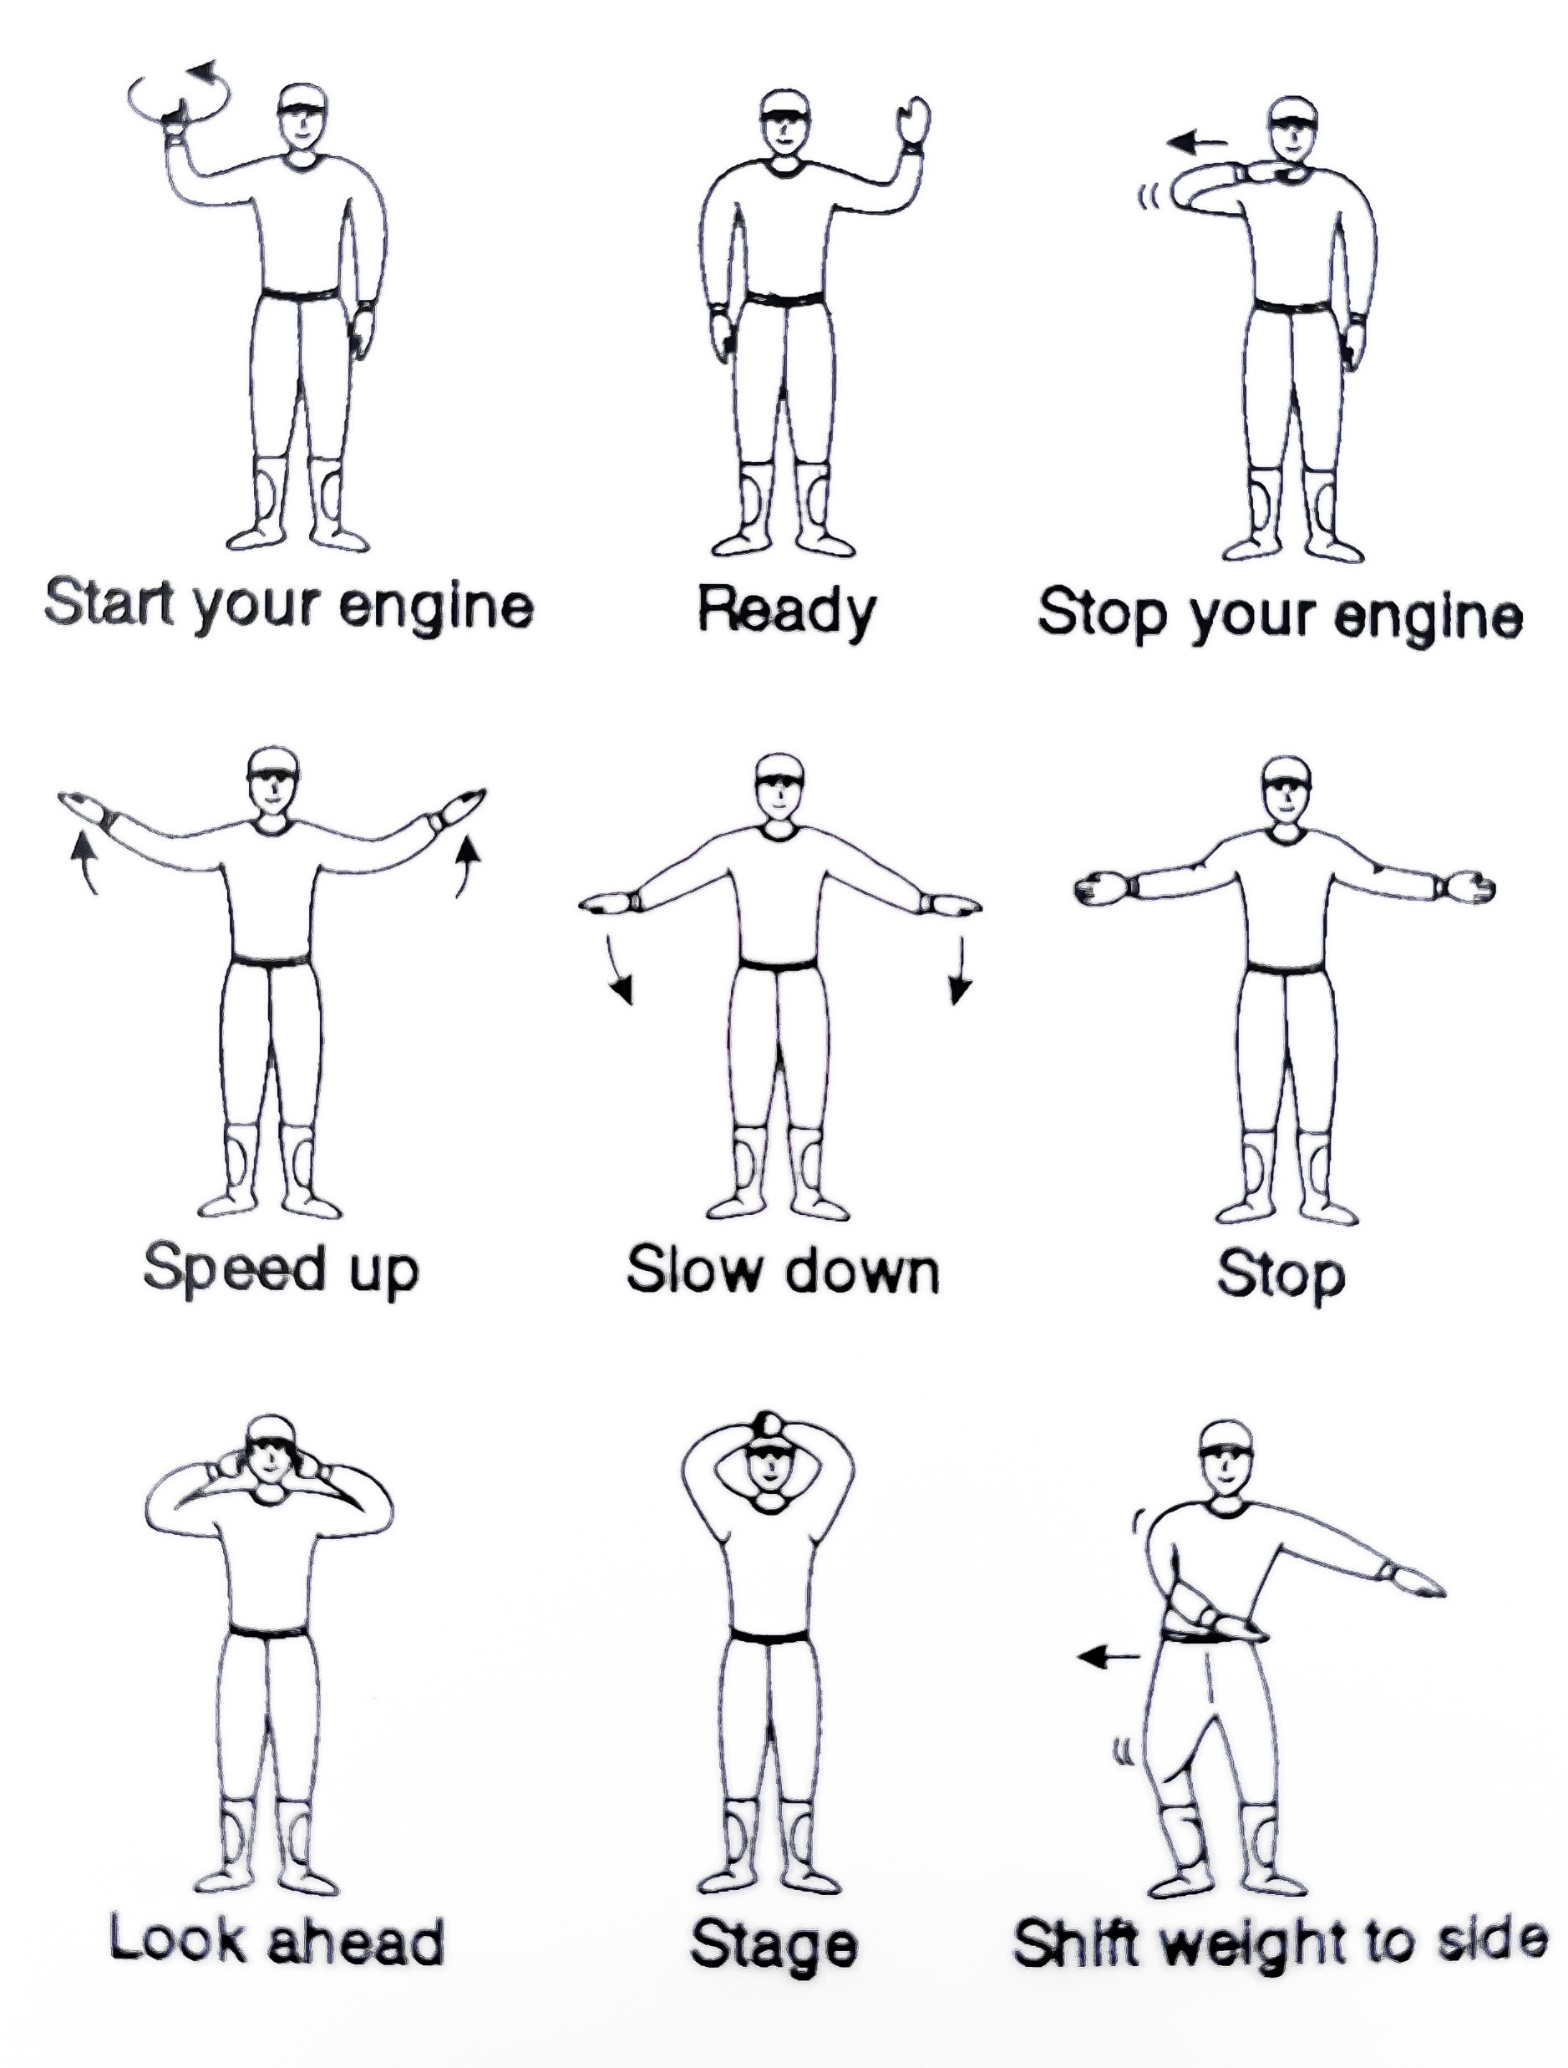 Start your engine
Ready
Stop your engine
Speed up
Slow down
Stop
Look ahead
Stage
Shift weight to side